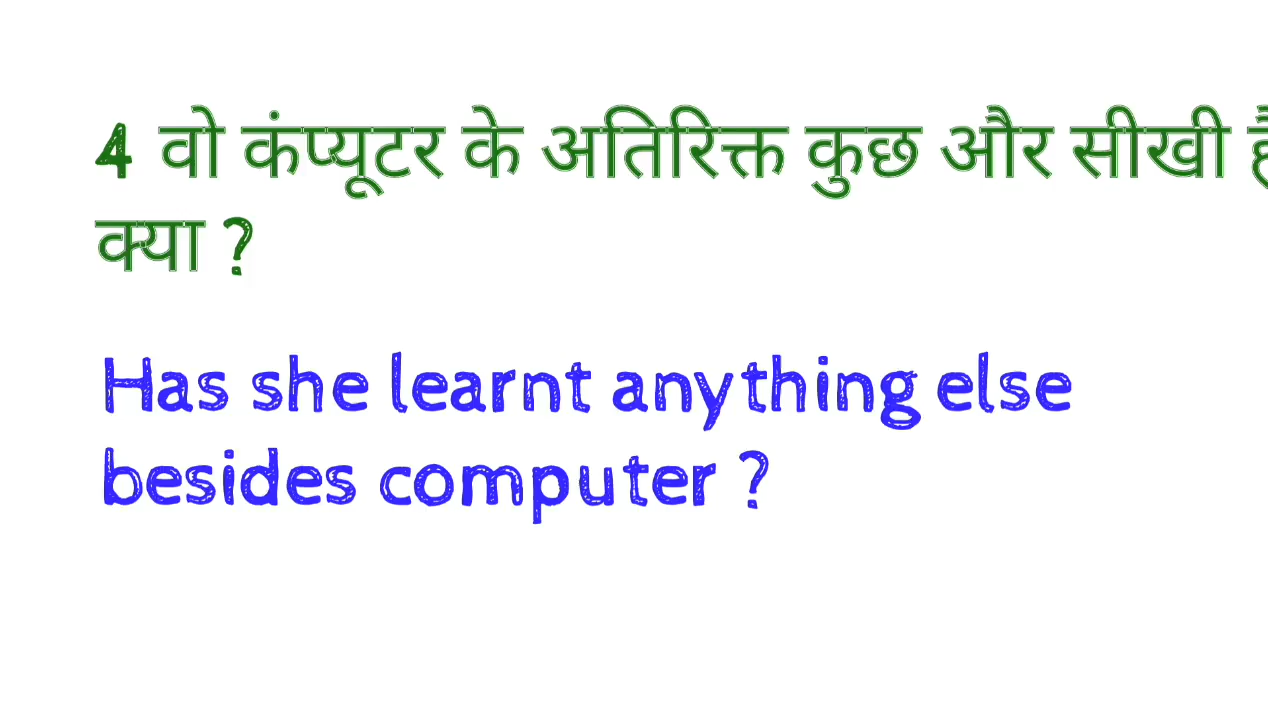 4 वो कंप्यूटर के अतिरिक्त कुछ और सीखी है
क्या ?
Has she learnt anything else
besides computer ?